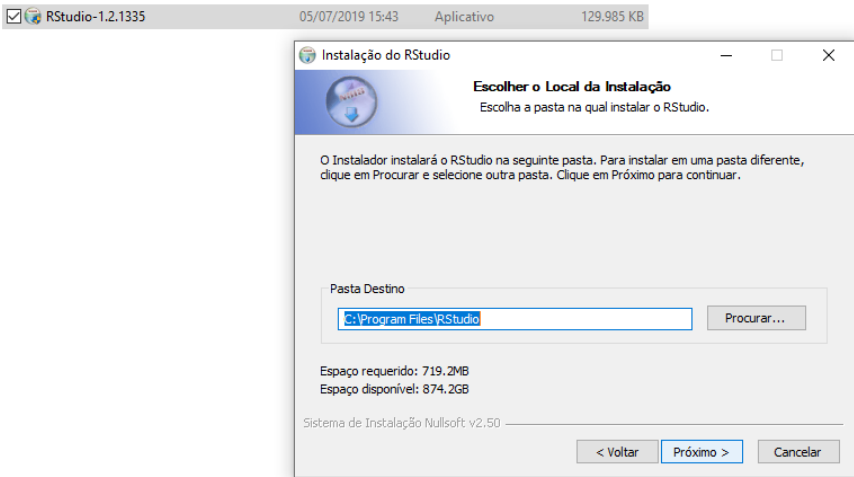 RStudio-1.2.1335 05/07/2019 15:43 Aplicativo 129.985 KB
Instalação do RStudio
Escolher o Local da Instalação
Escolha a pasta na qual instalar o RStudio.
O Instalador instalará o RStudio na seguinte pasta. Para instalar em uma pasta diferente,
clique em Procurar e selecione outra pasta. Clique em Próximo para continuar.
Pasta Destino
C:\Program Files\RStudio
Procurar...
Espaço requerido: 719.2MB
Espaço disponível: 874.2GB
Sistema de Instalação Nullsoft v2.50
< Voltar Próximo > Cancelar